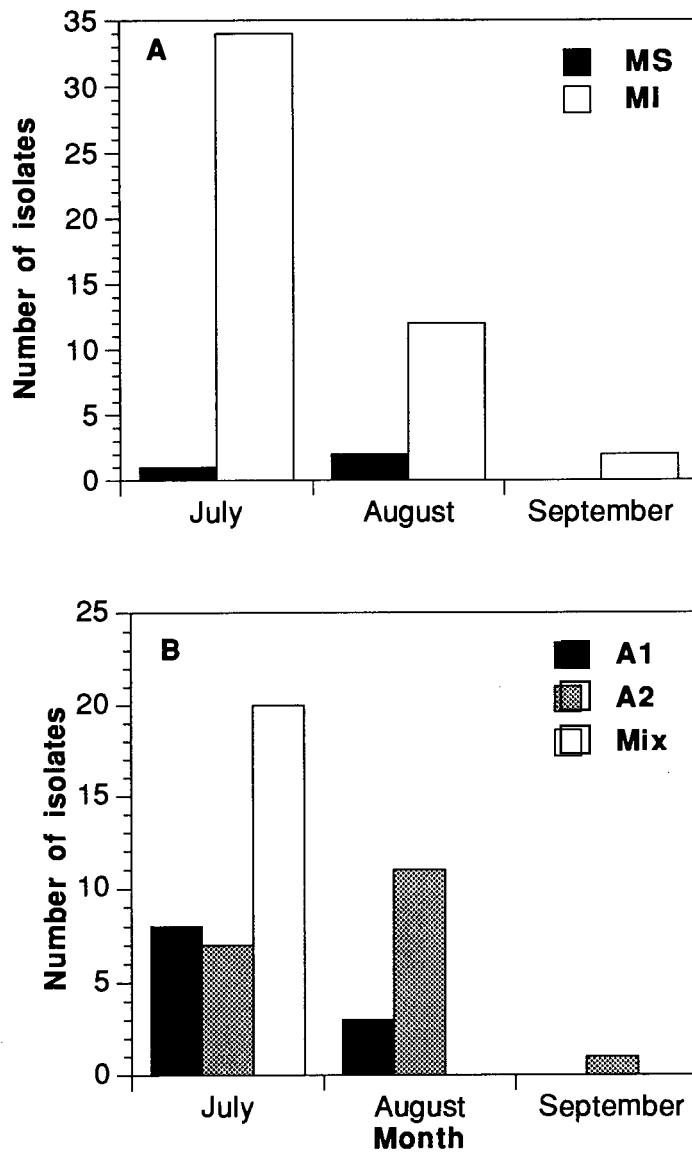 A
MS
MI
Number of isolates
35
30
25
20
15
10
5
0
July August September
B
A1
A2
Mix
Number of isolates
25
20
15
10
5
0
July August September
Month